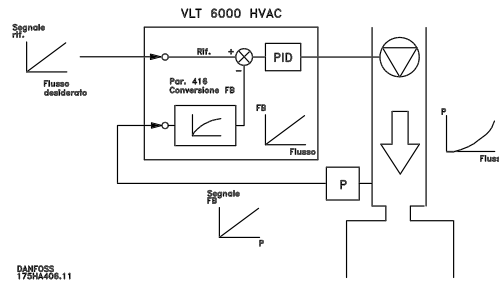 VLT 6000 HVAC
Segnale
rif.
Flusso
desiderato
Rif.
+
−
PID
Par. 416
Conversione FB
FB
Flusso
P
Flusso
P
Segnale
FB
P
DANFOSS
175HA406.11